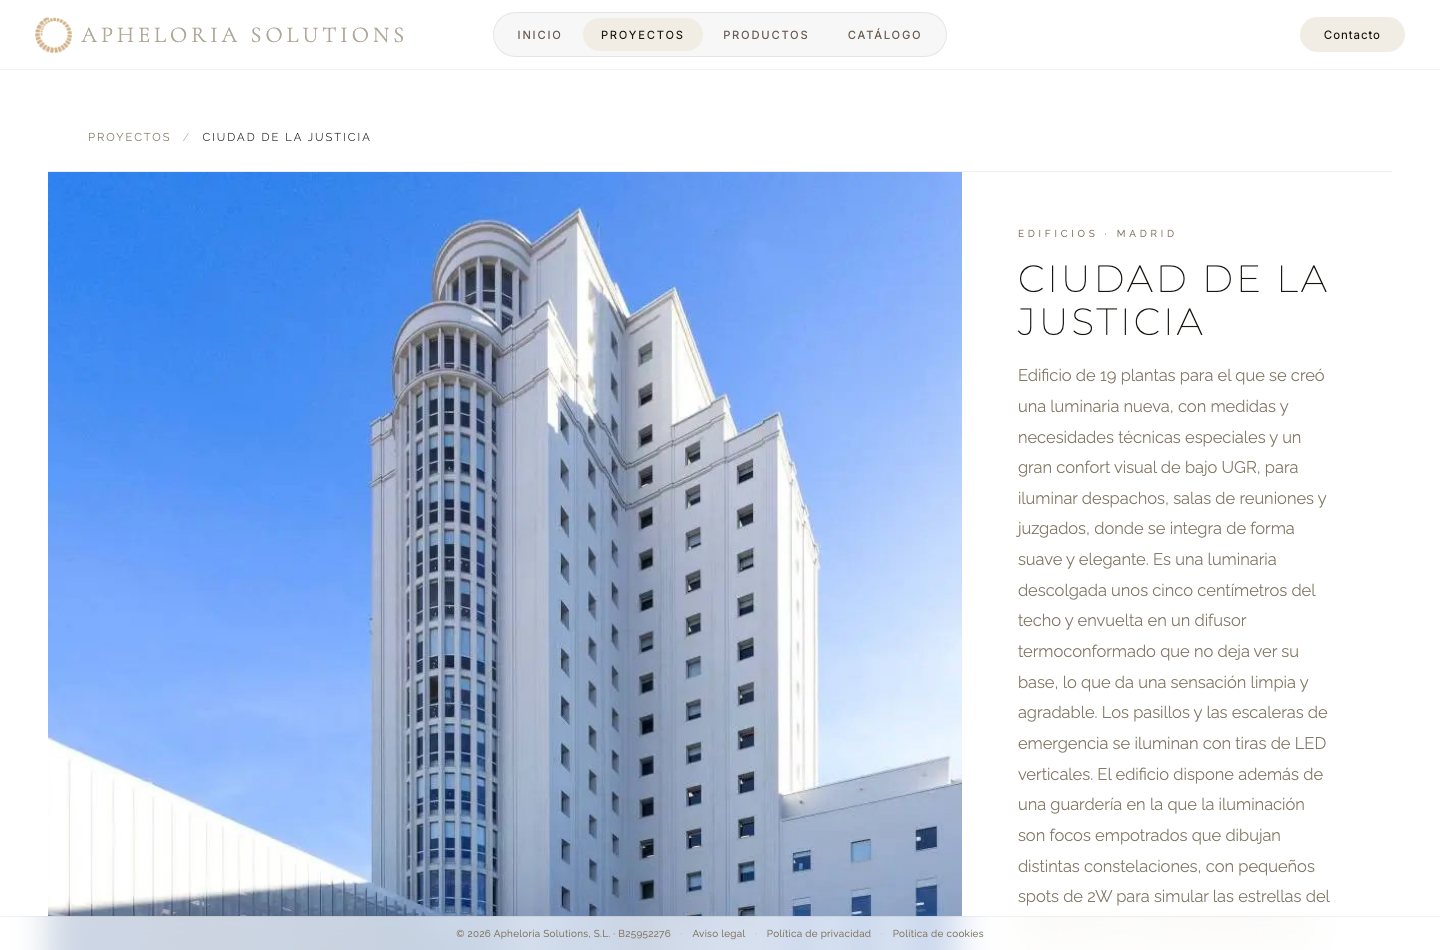 APHELORIA SOLUTIONS
INICIO
PROYECTOS
PRODUCTOS
CATÁLOGO
Contacto
PROYECTOS / CIUDAD DE LA JUSTICIA
EDIFICIOS · MADRID
CIUDAD DE LA
JUSTICIA
Edificio de 19 plantas para el que se creó
una luminaria nueva, con medidas y
necesidades técnicas especiales y un
gran confort visual de bajo UGR, para
iluminar despachos, salas de reuniones y
juzgados, donde se integra de forma
suave y elegante. Es una luminaria
descolgada unos cinco centímetros del
techo y envuelta en un difusor
termoconformado que no deja ver su
base, lo que da una sensación limpia y
agradable. Los pasillos y las escaleras de
emergencia se iluminan con tiras de LED
verticales. El edificio dispone además de
una guardería en la que la iluminación
son focos empotrados que dibujan
distintas constelaciones, con pequeños
spots de 2W para simular las estrellas del
© 2026 Apheloria Solutions, S.L. · B25952276 · Aviso legal · Política de privacidad · Política de cookies